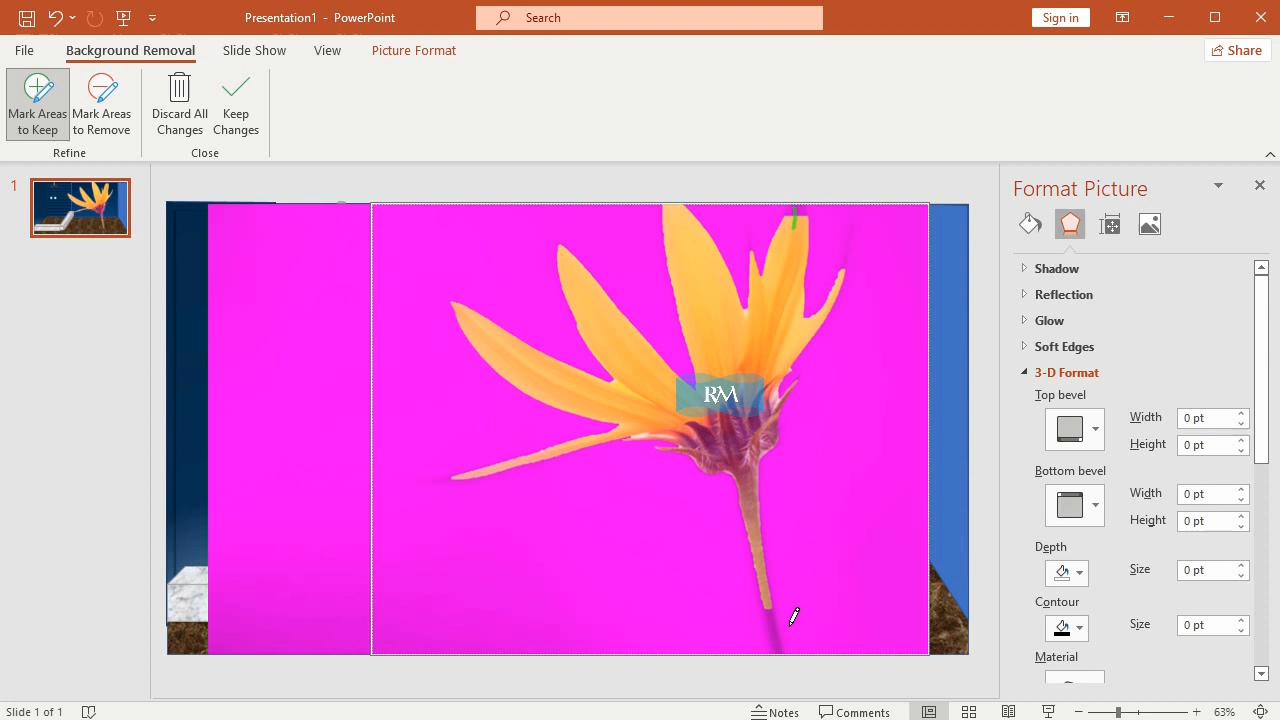 Presentation1 - PowerPoint
Search
Sign in
File
Background Removal
Slide Show
View
Picture Format
Share
Mark Areas to Keep
Mark Areas to Remove
Discard All Changes
Keep Changes
Refine
Close
1
RM
Format Picture
Shadow
Reflection
Glow
Soft Edges
3-D Format
Top bevel
Width 0 pt
Height 0 pt
Bottom bevel
Width 0 pt
Height 0 pt
Depth
Size 0 pt
Contour
Size 0 pt
Material
Slide 1 of 1
Notes
Comments
63%